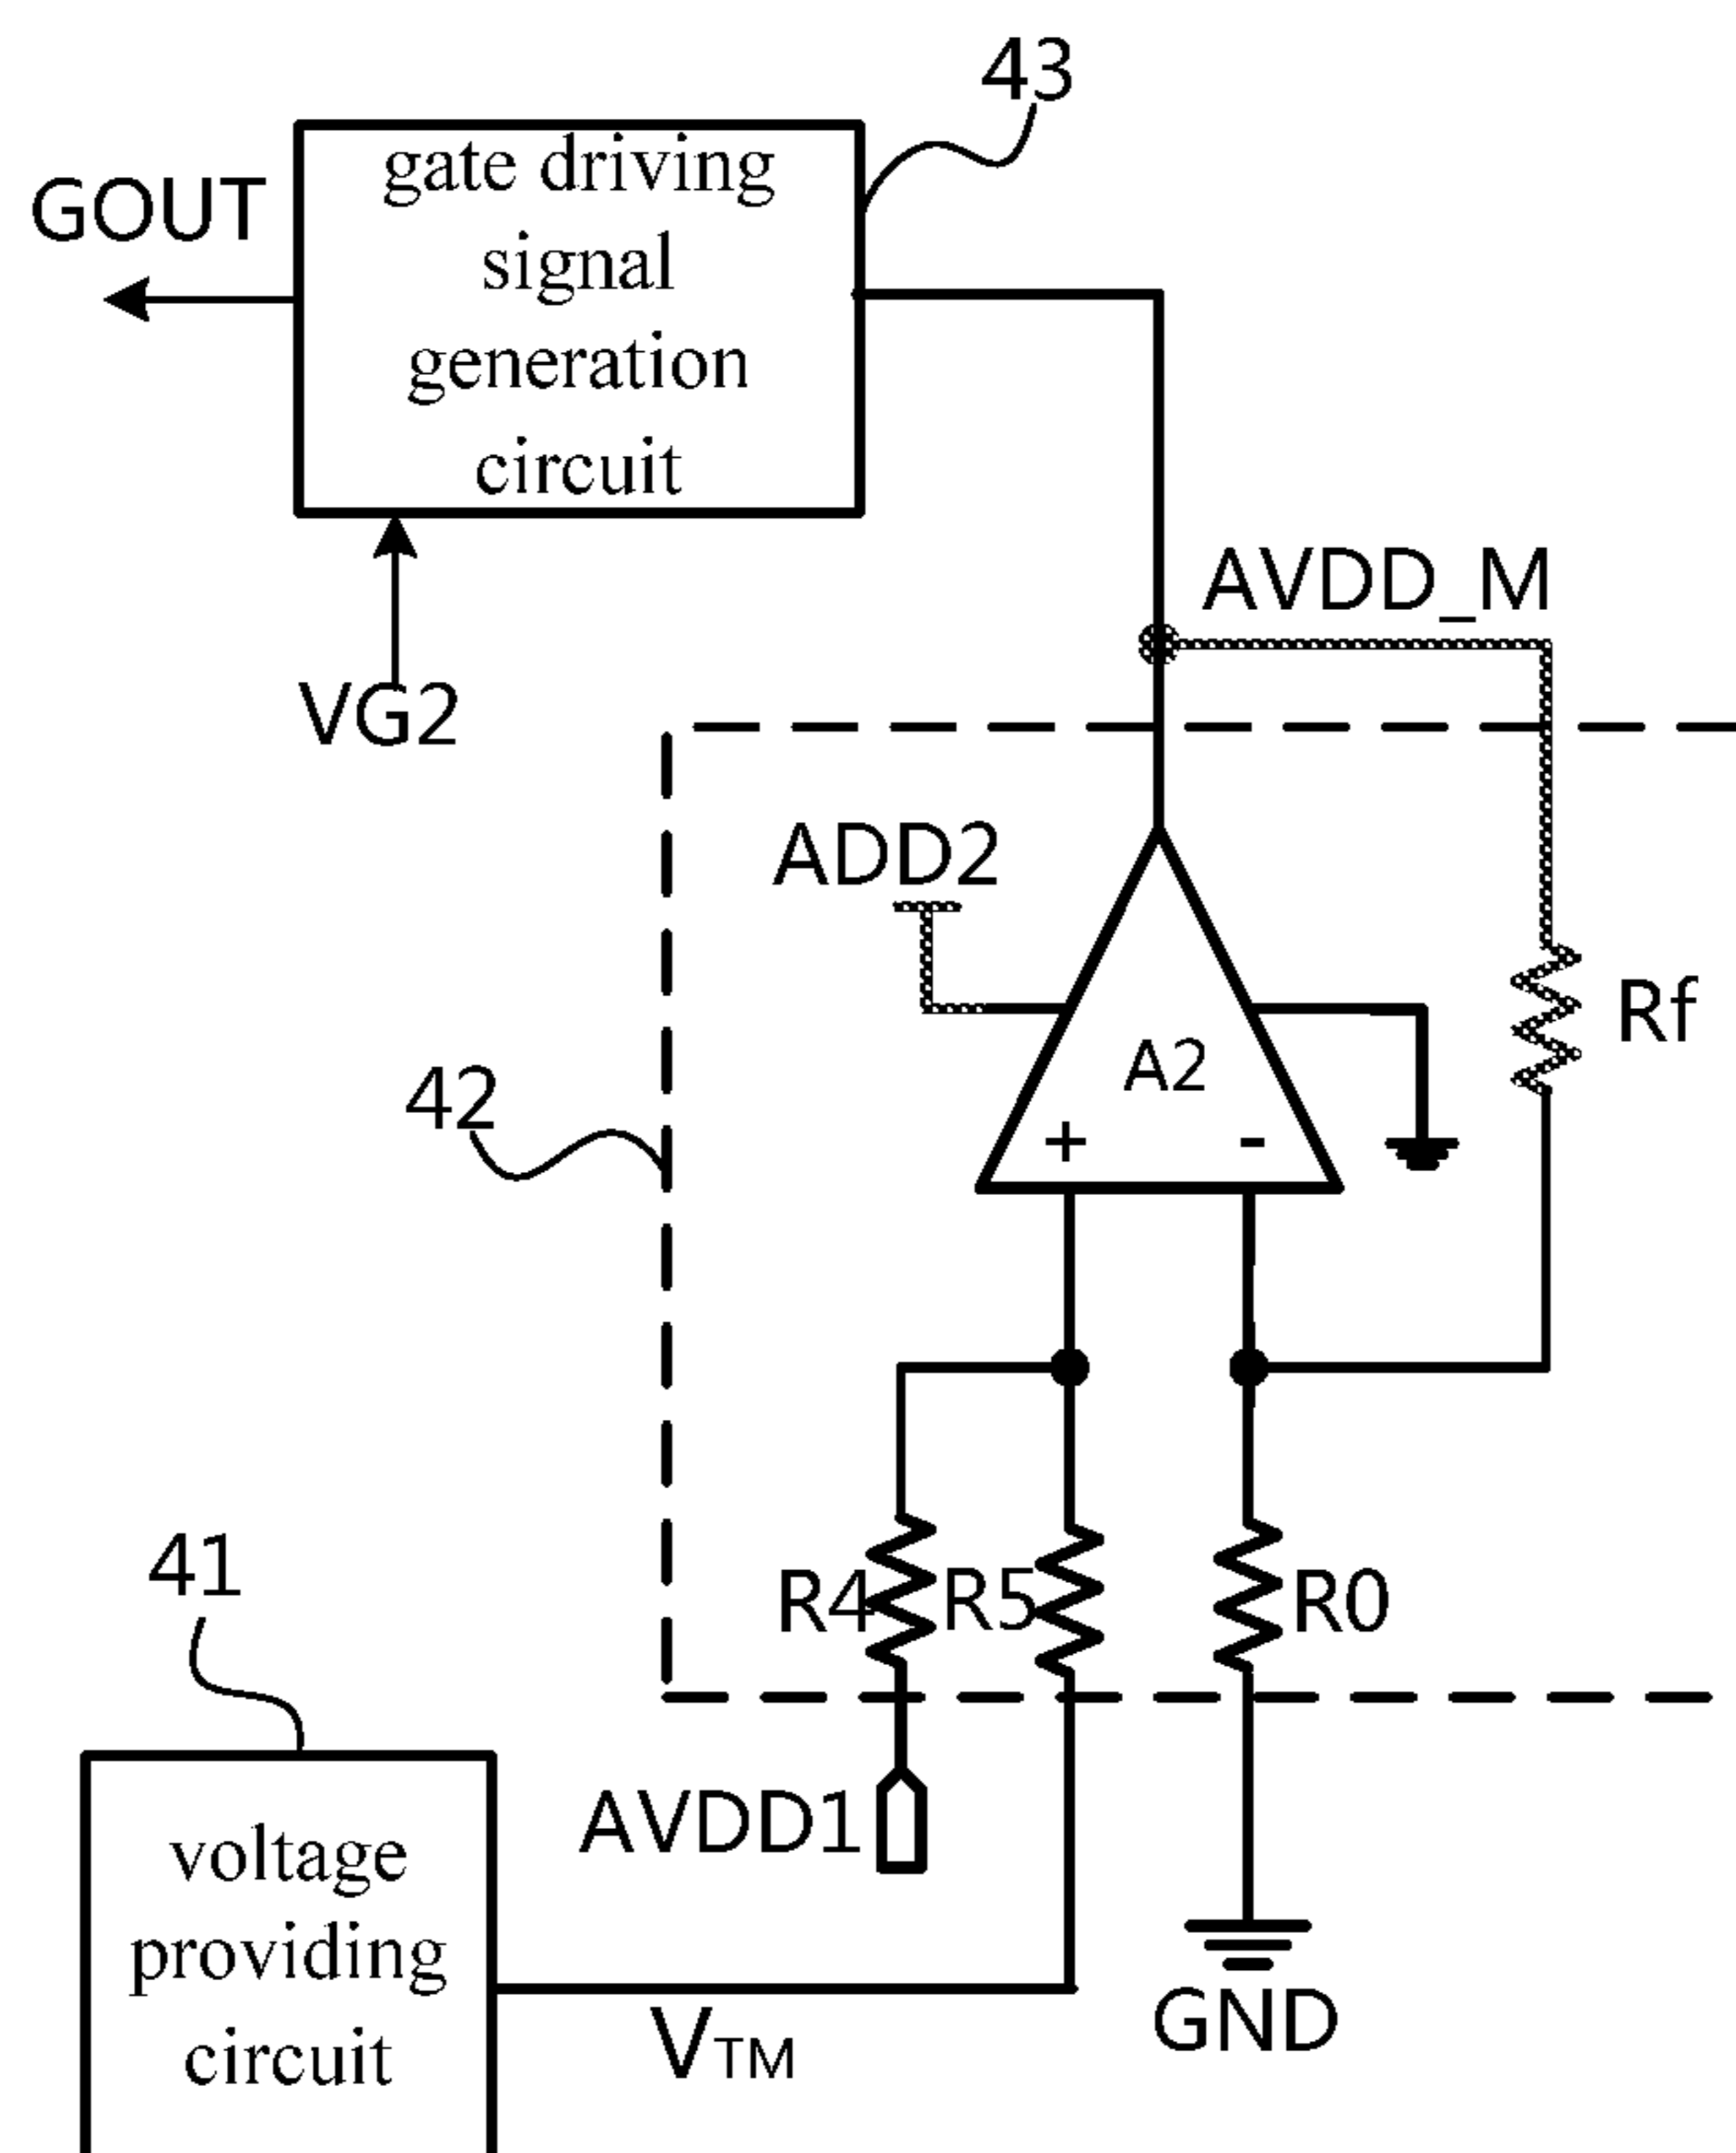 43
gate driving
signal
generation
circuit
GOUT
VG2
AVDD_M
ADD2
Rf
A2
+ -
42
R4
R5
R0
41
AVDD1
voltage
providing
circuit
VTM
GND